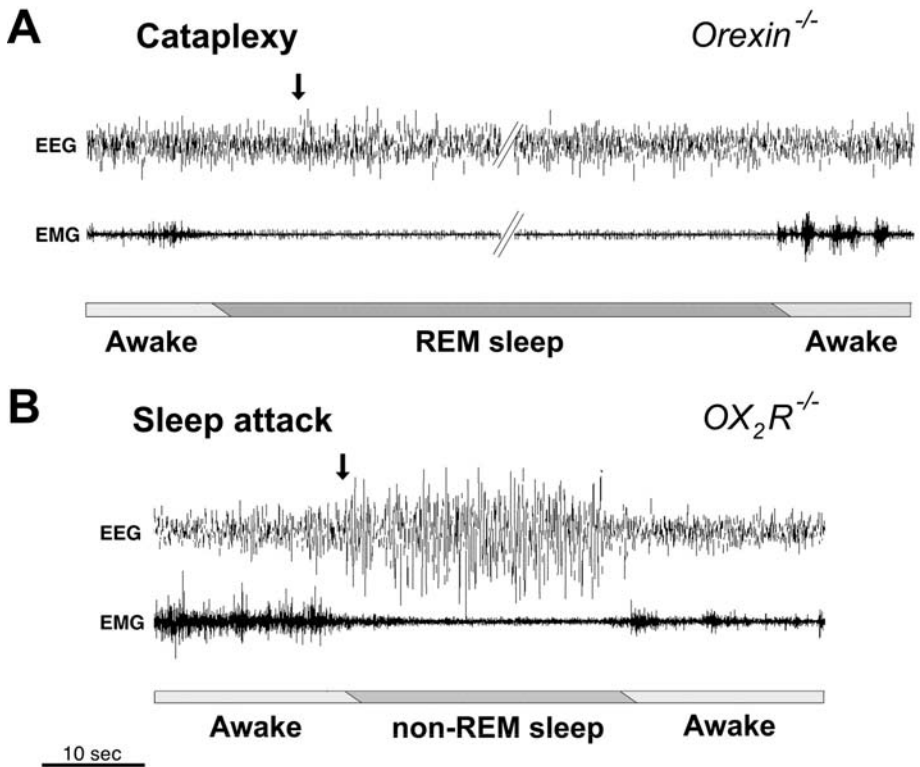 A
Cataplexy
Orexin-/-
EEG
EMG
Awake REM sleep Awake
B
Sleep attack
OX2R-/-
EEG
EMG
Awake non-REM sleep Awake
10 sec